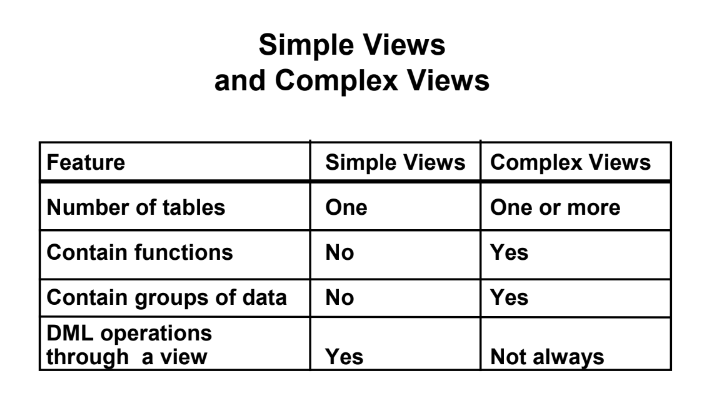 Simple Views
and Complex Views
Feature Simple Views Complex Views
Number of tables One One or more
Contain functions No Yes
Contain groups of data No Yes
DML operations
through a view Yes Not always